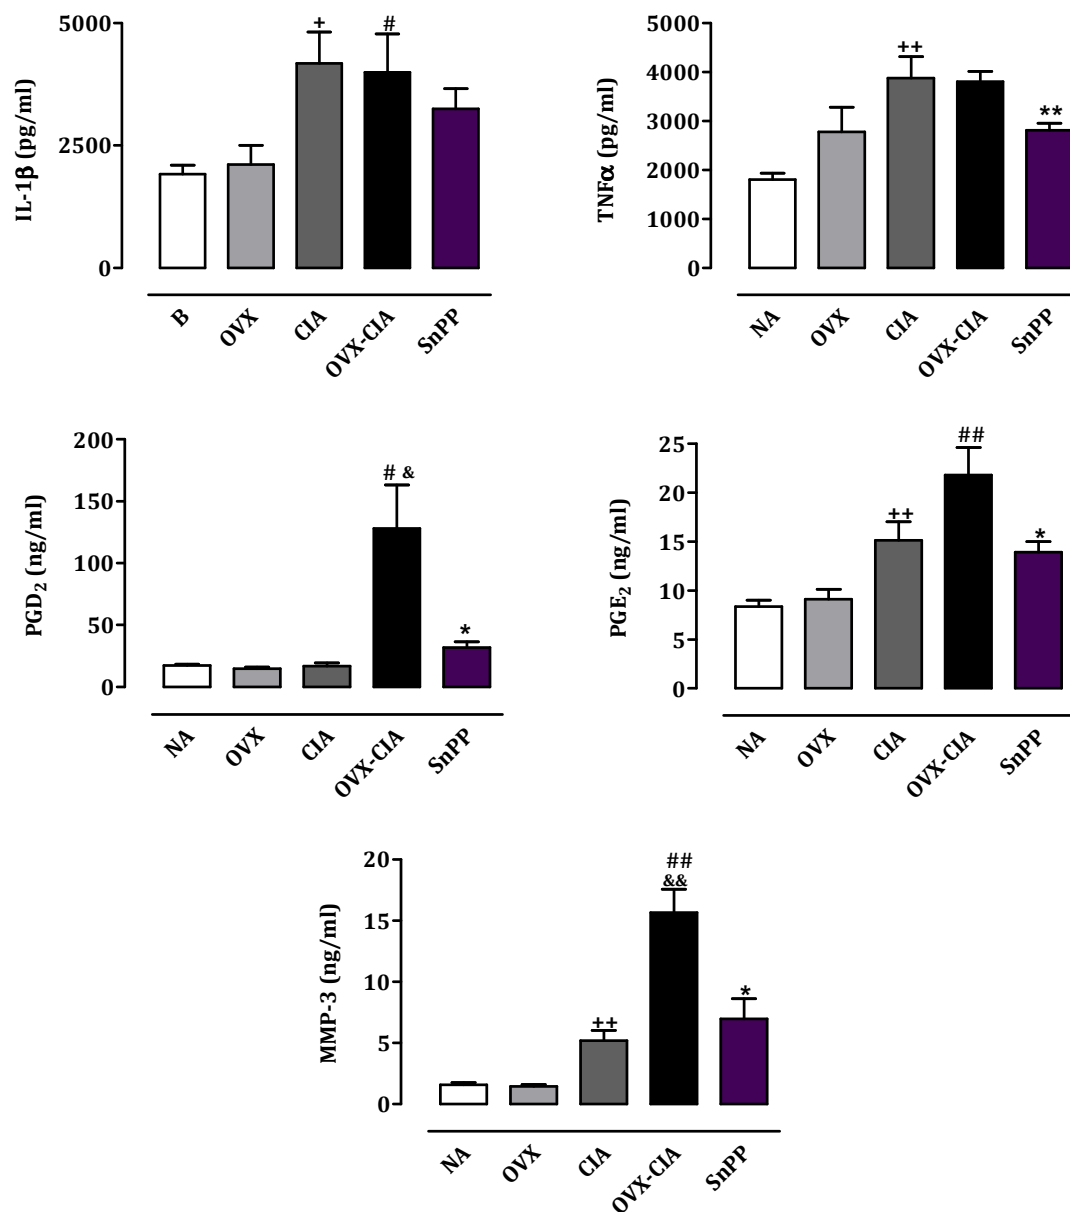 IL-1β (pg/ml)
5000
2500
0
+
#
B
OVX
CIA
OVX-CIA
SnPP
TNFα (pg/ml)
5000
4000
3000
2000
1000
0
++
**
NA
OVX
CIA
OVX-CIA
SnPP
PGD₂ (ng/ml)
200
150
100
50
0
# &
*
NA
OVX
CIA
OVX-CIA
SnPP
PGE₂ (ng/ml)
25
20
15
10
5
0
++
##
*
NA
OVX
CIA
OVX-CIA
SnPP
MMP-3 (ng/ml)
20
15
10
5
0
++
##
&&
*
NA
OVX
CIA
OVX-CIA
SnPP